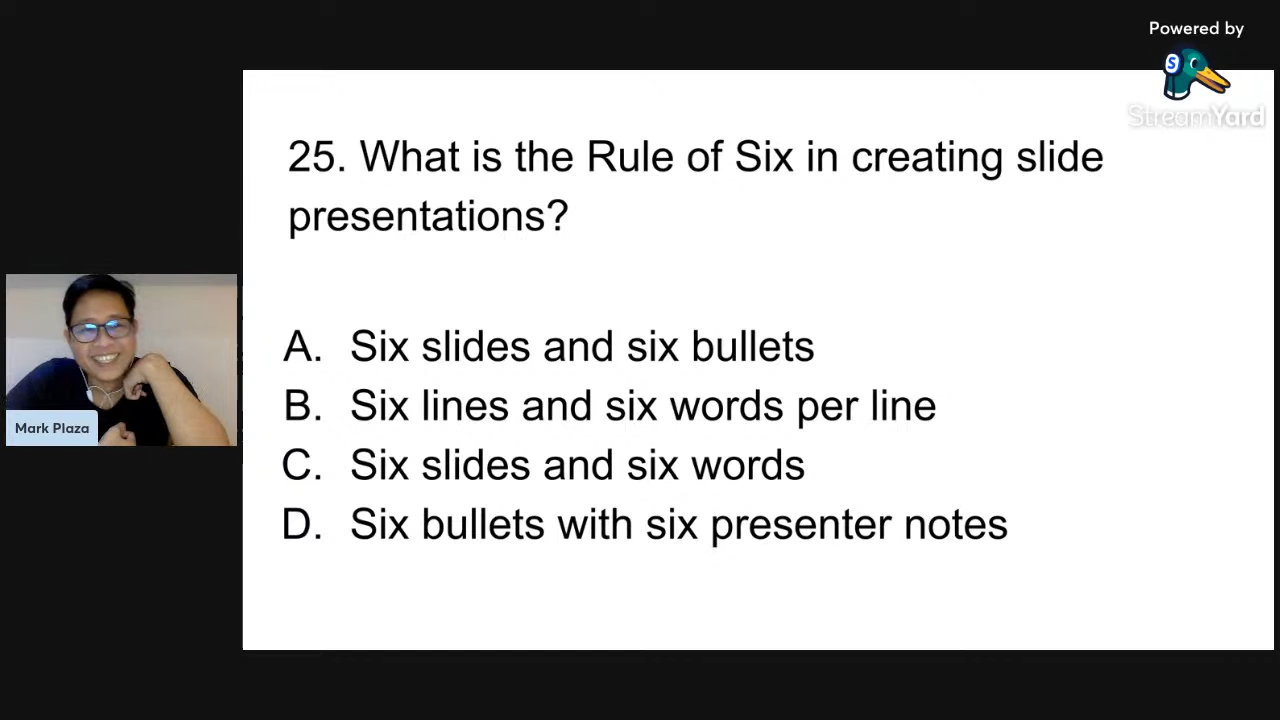 Powered by
StreamYard
25. What is the Rule of Six in creating slide
presentations?
A. Six slides and six bullets
B. Six lines and six words per line
C. Six slides and six words
D. Six bullets with six presenter notes
Mark Plaza